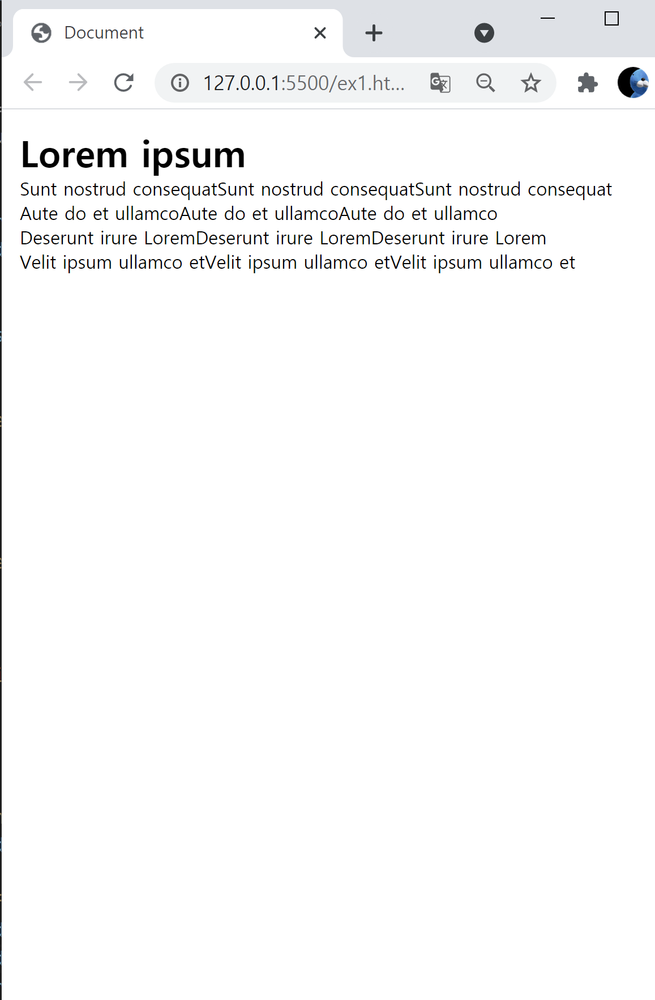 Document
127.0.0.1:5500/ex1.ht...
Lorem ipsum
Sunt nostrud consequatSunt nostrud consequatSunt nostrud consequat
Aute do et ullamcoAute do et ullamcoAute do et ullamco
Deserunt irure LoremDeserunt irure LoremDeserunt irure Lorem
Velit ipsum ullamco etVelit ipsum ullamco etVelit ipsum ullamco et